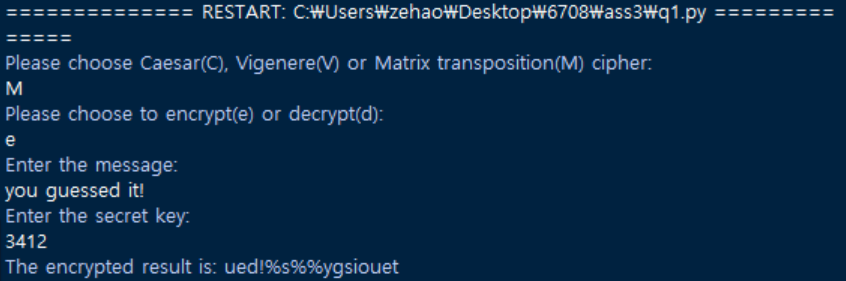 ============== RESTART: C:₩Users₩zehao₩Desktop₩6708₩ass3₩q1.py =========
=====
Please choose Caesar(C), Vigenere(V) or Matrix transposition(M) cipher:
M
Please choose to encrypt(e) or decrypt(d):
e
Enter the message:
you guessed it!
Enter the secret key:
3412
The encrypted result is: ued!%s%%ygsiouet